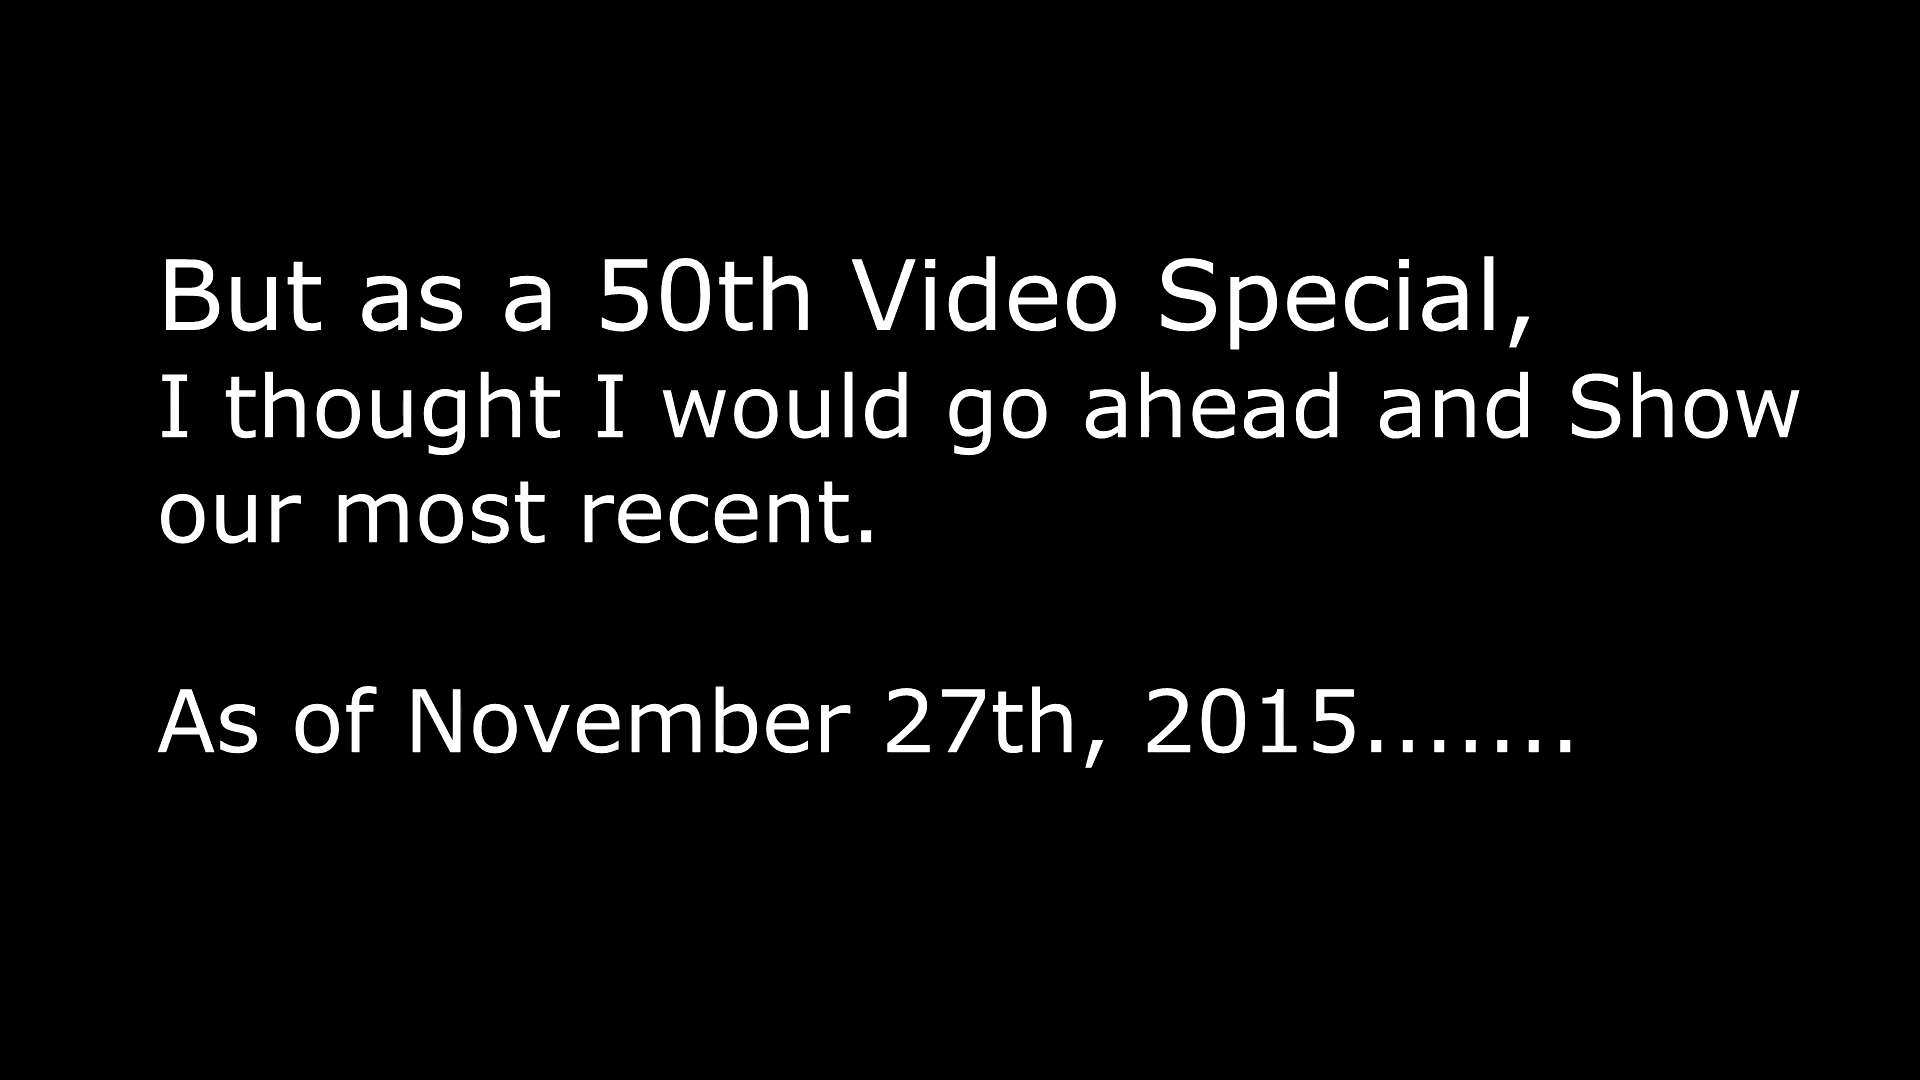 But as a 50th Video Special,
I thought I would go ahead and Show
our most recent.
As of November 27th, 2015.......